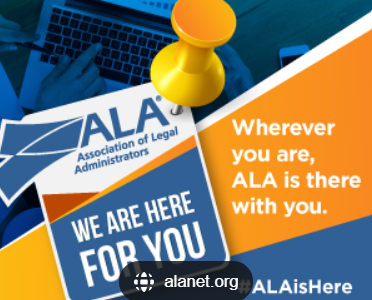 ALA®
Association of Legal
Administrators
WE ARE HERE
FOR YOU
Wherever
you are,
ALA is there
with you.
#ALAisHere
alanet.org